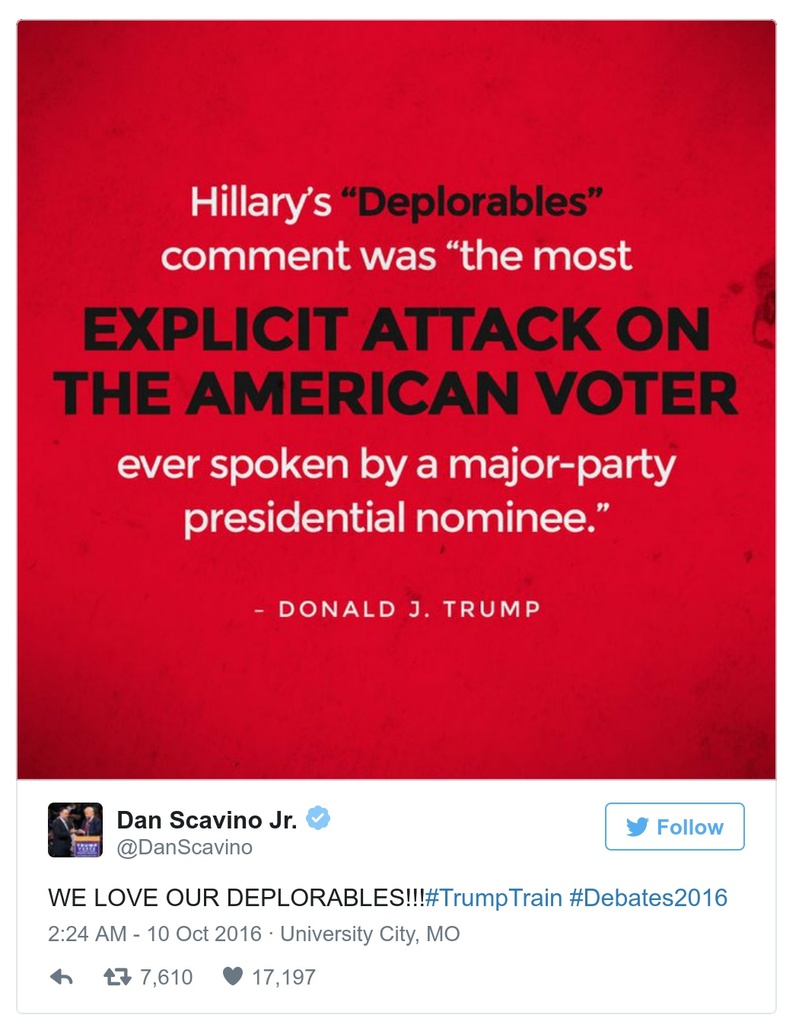 Hillary's “Deplorables”
comment was “the most
EXPLICIT ATTACK ON
THE AMERICAN VOTER
ever spoken by a major-party
presidential nominee.”
- DONALD J. TRUMP
Dan Scavino Jr.
@DanScavino
Follow
WE LOVE OUR DEPLORABLES!!!#TrumpTrain #Debates2016
2:24 AM - 10 Oct 2016 · University City, MO
7,610 17,197